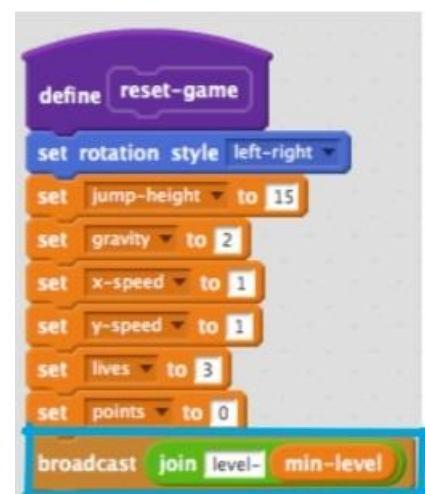 define reset-game
set rotation style left-right
set jump-height to 15
set gravity to 2
set x-speed to 1
set y-speed to 1
set lives to 3
set points to 0
broadcast join level- min-level